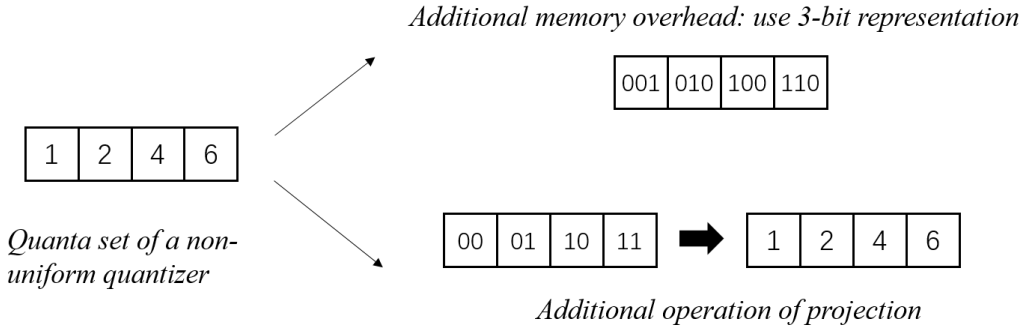 Additional memory overhead: use 3-bit representation
001 010 100 110
1 2 4 6
Quanta set of a non-
uniform quantizer
00 01 10 11
1 2 4 6
Additional operation of projection